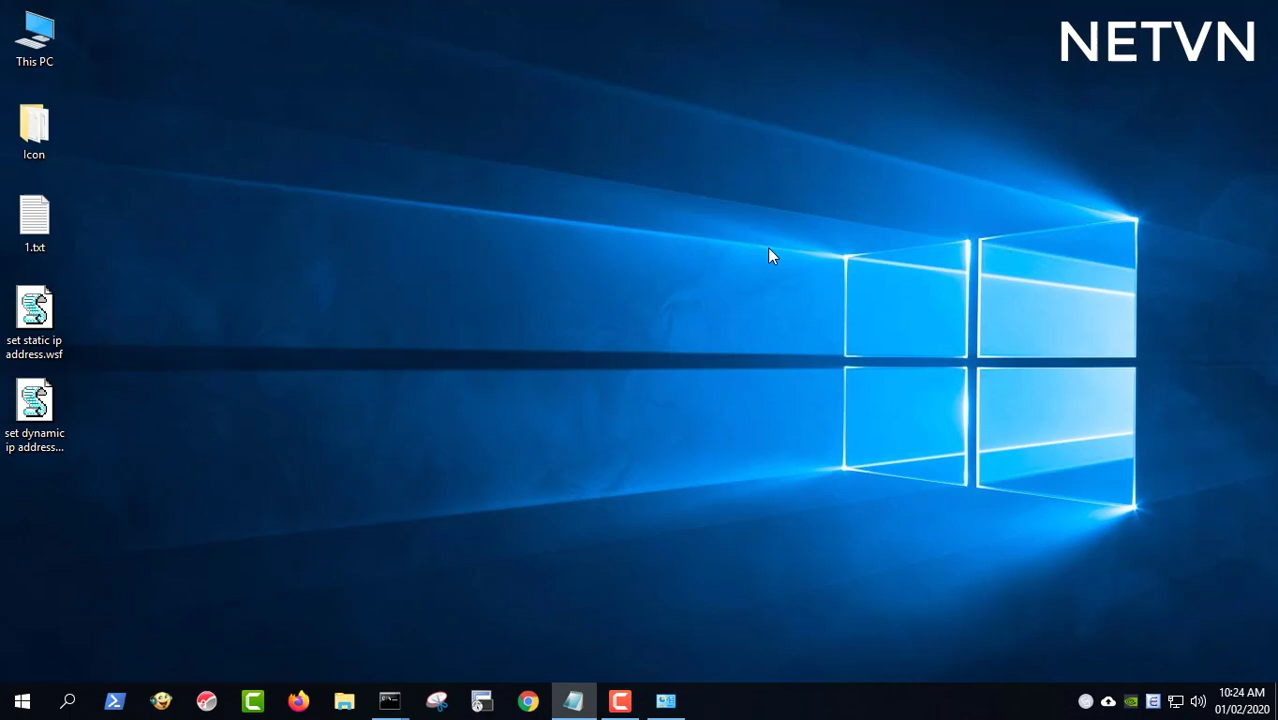 NETVN
This PC
Icon
1.txt
set static ip
address.wsf
set dynamic
ip address...
10:24 AM
01/02/2020